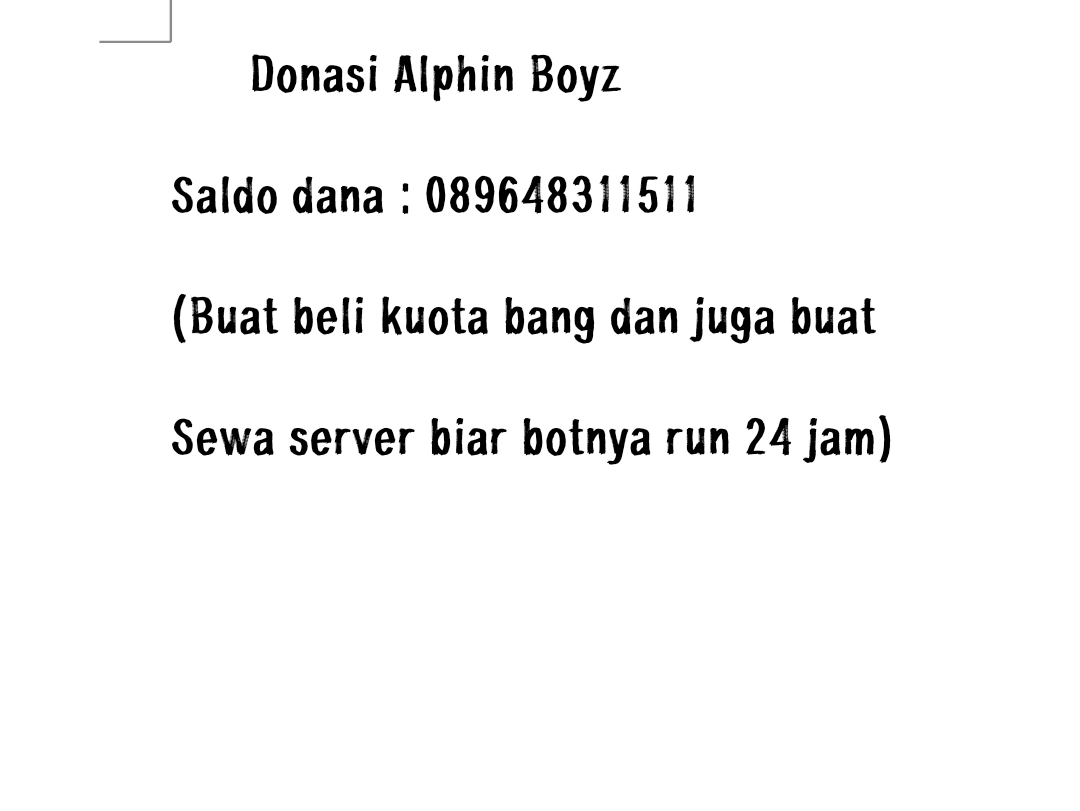 Donasi Alphin Boyz
Saldo dana : 089648311511
(Buat beli kuota bang dan juga buat
Sewa server biar botnya run 24 jam)